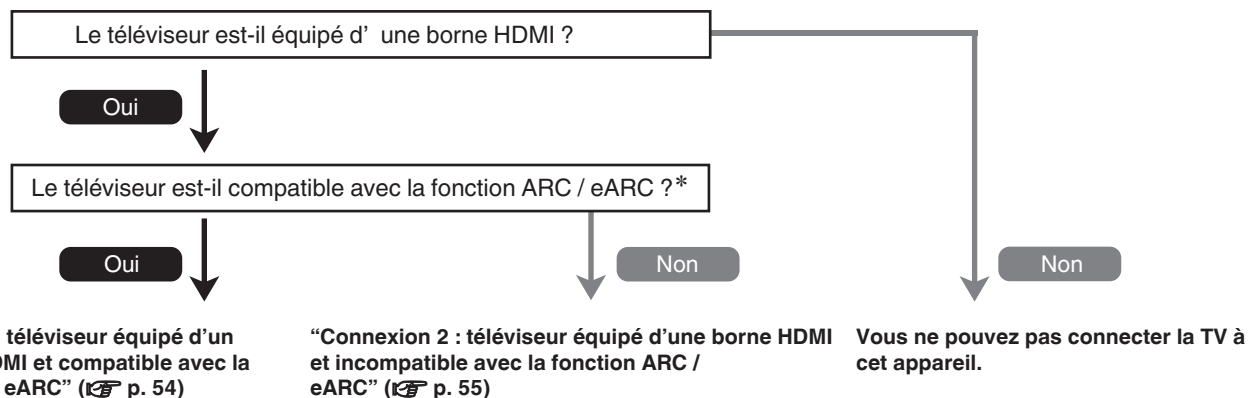 Le téléviseur est-il équipé d' une borne HDMI ?
Oui
Le téléviseur est-il compatible avec la fonction ARC / eARC ?*
Oui
Non
Non
téléviseur équipé d’un
MI et compatible avec la
eARC” (☞ p. 54)
“Connexion 2 : téléviseur équipé d’une borne HDMI
et incompatible avec la fonction ARC /
eARC” (☞ p. 55)
Vous ne pouvez pas connecter la TV à
cet appareil.